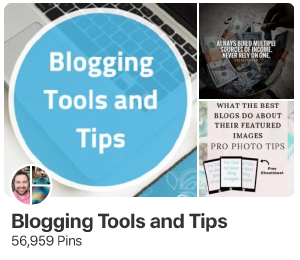 Blogging
Tools and
Tips
ALWAYS BUILD MULTIPLE
SOURCES OF INCOME.
NEVER RELY ON ONE.
WHAT THE BEST
BLOGS DO ABOUT
THEIR FEATURED
IMAGES
PRO PHOTO TIPS
Free
Cheatsheet!
Blogging Tools and Tips
56,959 Pins